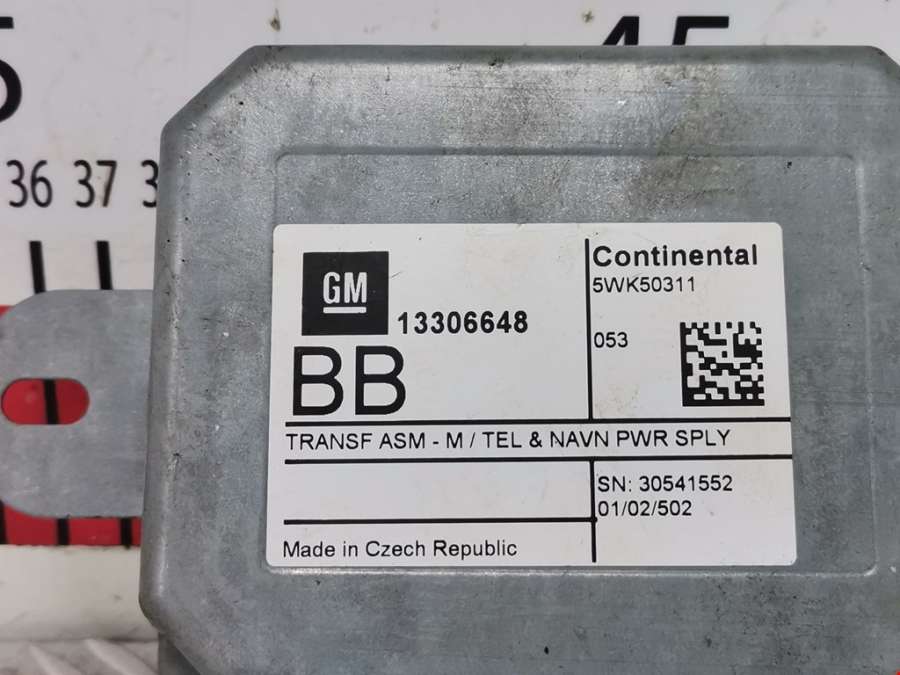 36 37
GM
13306648
BB
Continental
5WK50311
053
TRANSF ASM - M / TEL & NAVN PWR SPLY
SN: 30541552
01/02/502
Made in Czech Republic